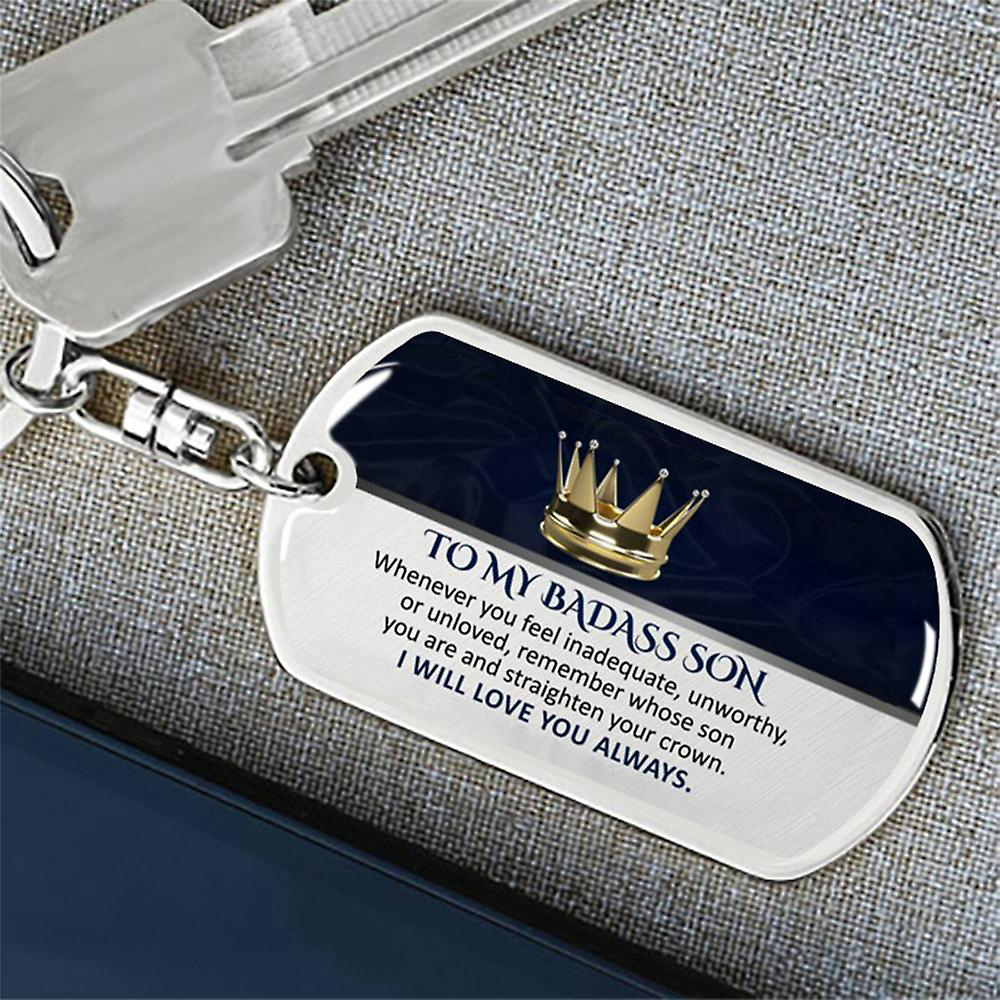 TO MY BADASS SON
Whenever you feel inadequate, unworthy,
or unloved, remember whose son
you are and straighten your crown.
I WILL LOVE YOU ALWAYS.